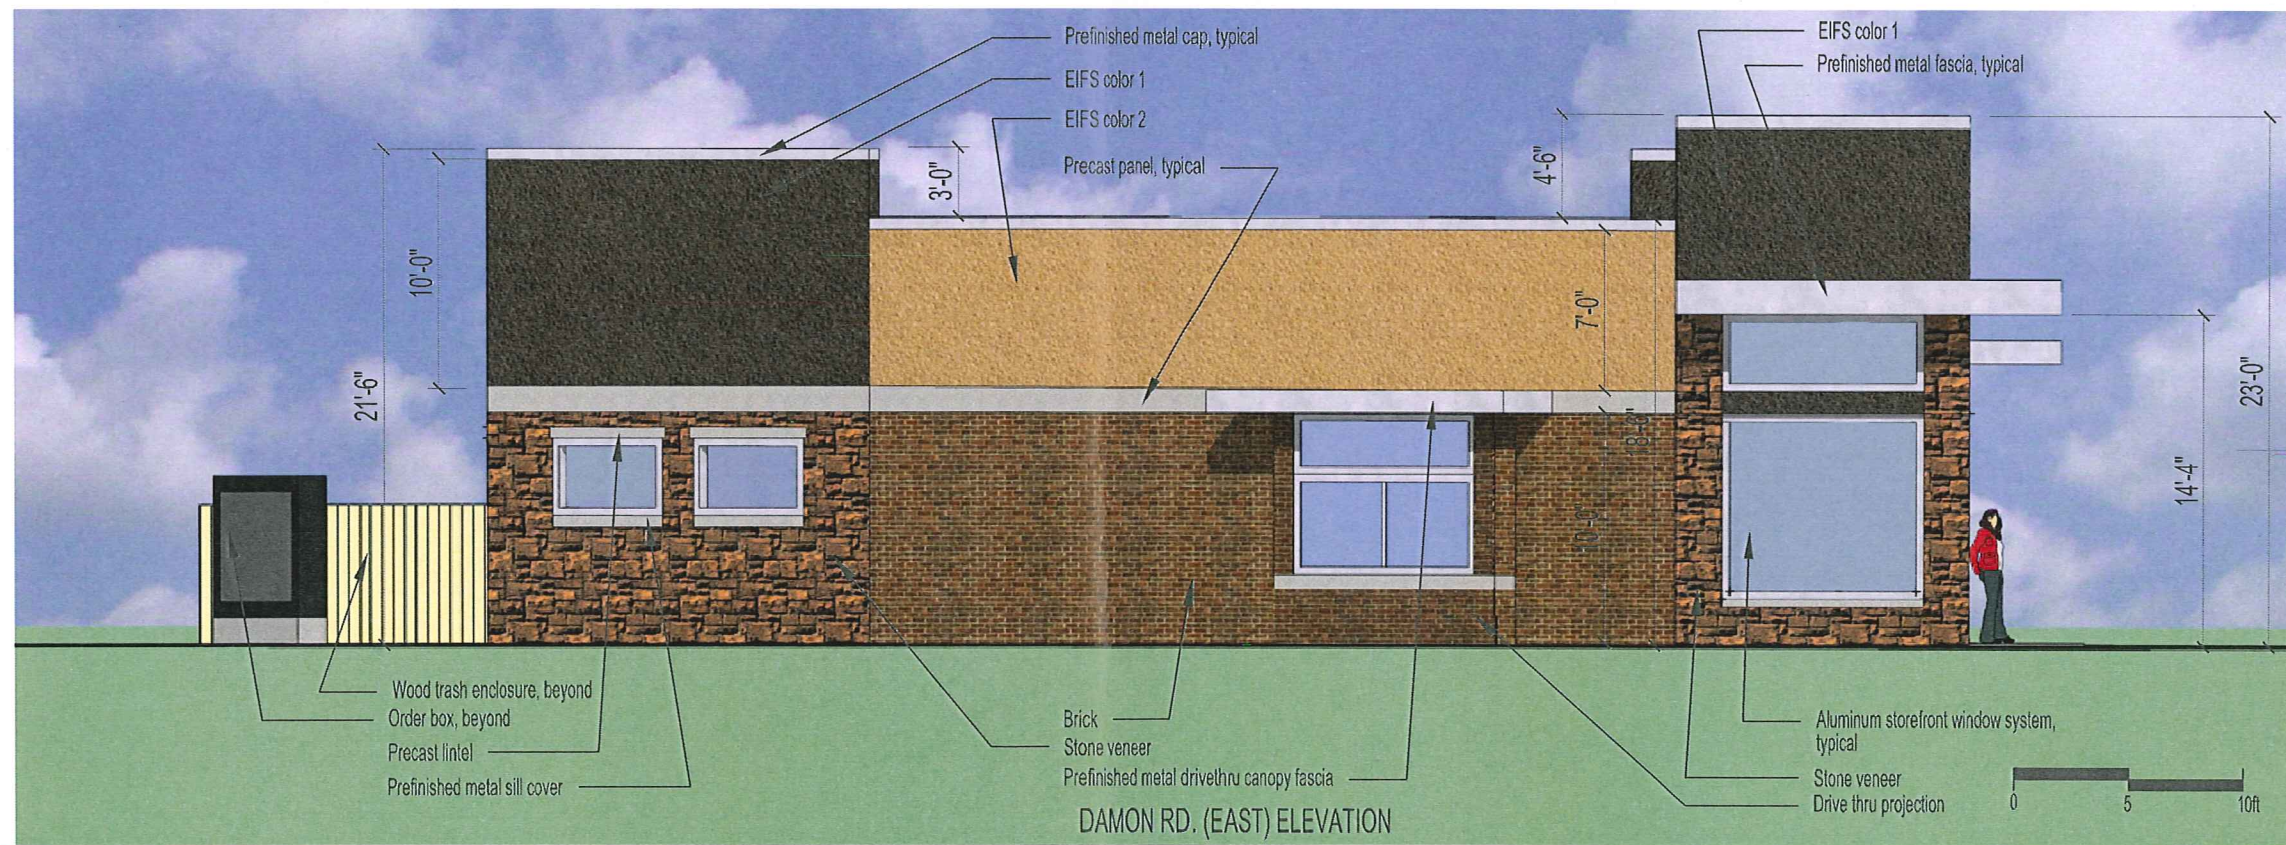 Prefinished metal cap, typical
EIFS color 1
EIFS color 2
Precast panel, typical
EIFS color 1
Prefinished metal fascia, typical
3'-0"
4'-6"
10'-0"
21'-6"
7'-0"
18'-6"
10'-0"
14'-4"
23'-0"
Wood trash enclosure, beyond
Order box, beyond
Precast lintel
Prefinished metal sill cover
Brick
Stone veneer
Prefinished metal drivethru canopy fascia
Aluminum storefront window system,
typical
Stone veneer
Drive thru projection
0 5 10ft
DAMON RD. (EAST) ELEVATION